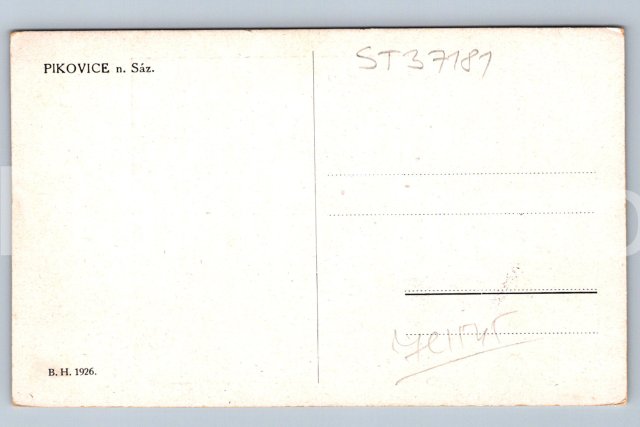 PIKOVICE n. Sáz.
ST37181
B. H. 1926.